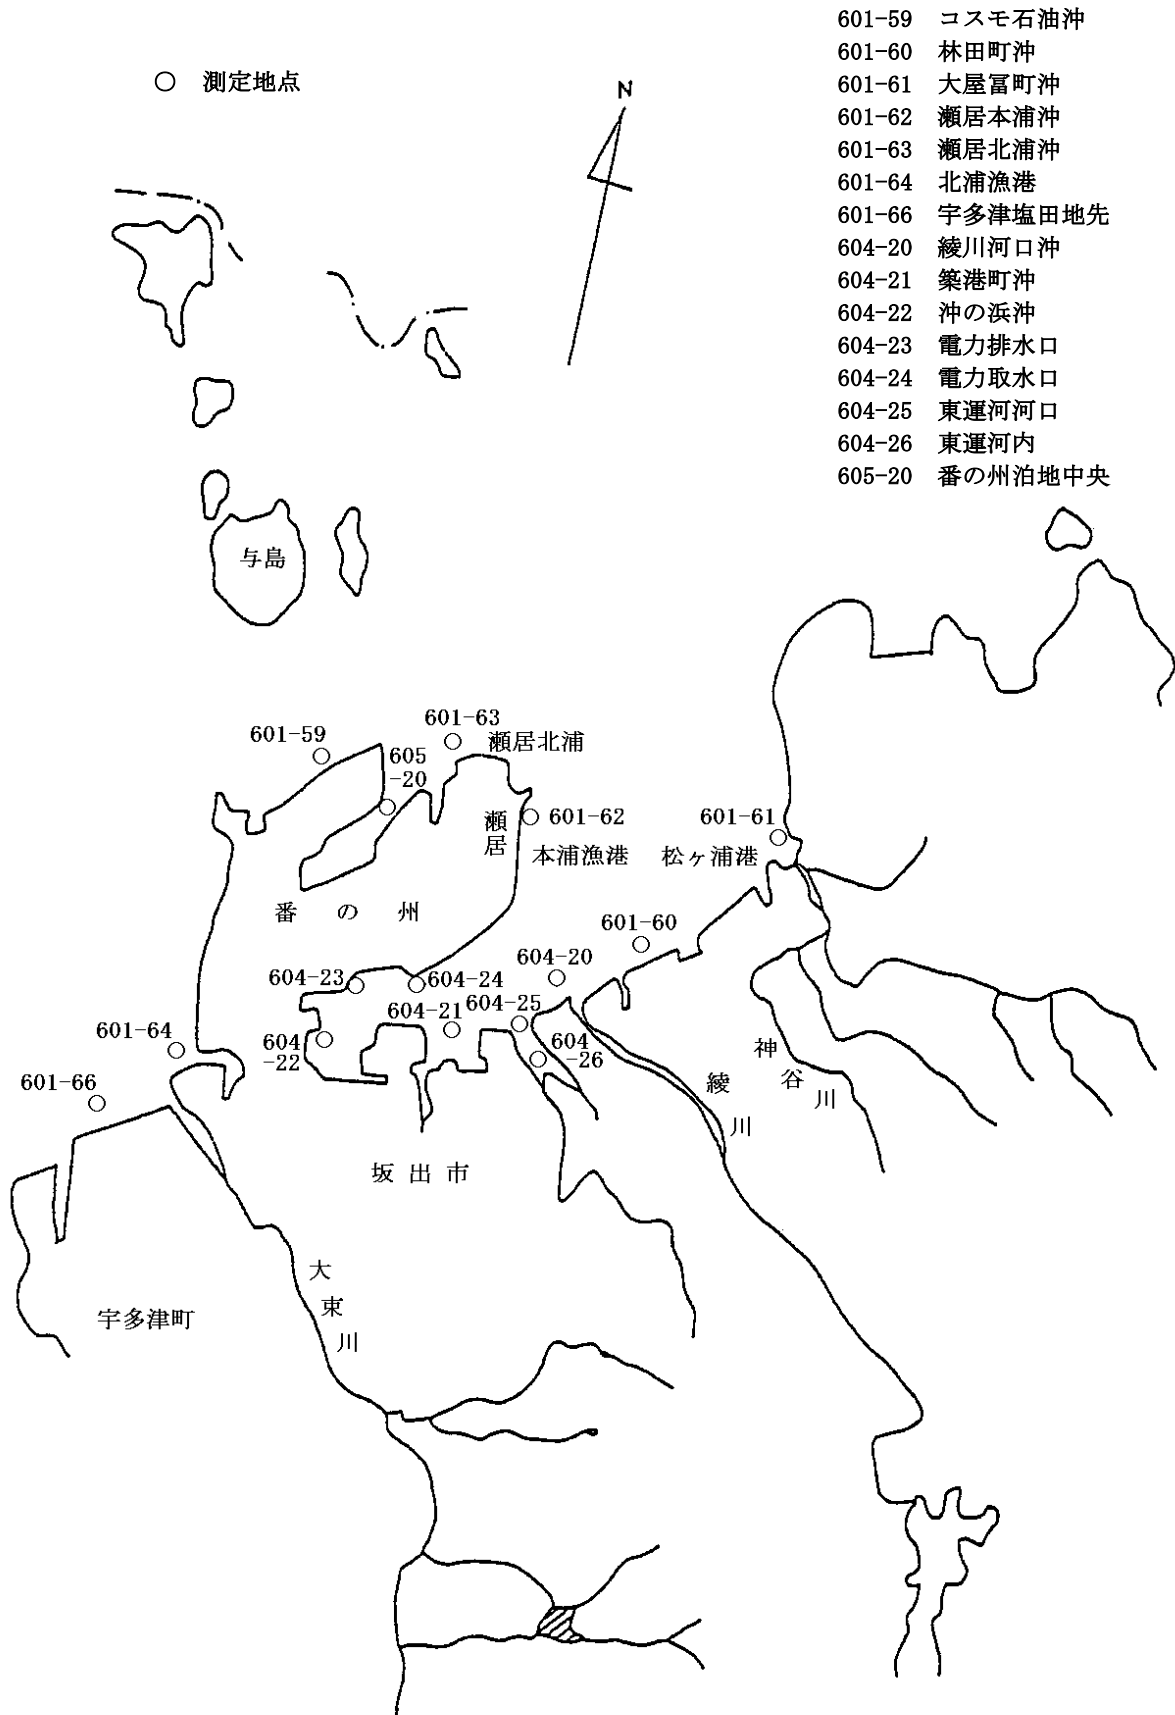 601-59 コスモ石油沖
601-60 林田町沖
601-61 大屋冨町沖
601-62 瀬居本浦沖
601-63 瀬居北浦沖
601-64 北浦漁港
601-66 宇多津塩田地先
604-20 綾川河口沖
604-21 築港町沖
604-22 沖の浜沖
604-23 電力排水口
604-24 電力取水口
604-25 東運河河口
604-26 東運河内
605-20 番の州泊地中央
○ 測定地点
N
与島
601-63
601-59
瀬居北浦
605
-20
601-62
瀬居
本浦漁港
601-61
松ヶ浦港
番の州
601-60
604-20
604-23
604-24
604-21
604-25
601-64
604
-22
604
-26
601-66
神谷川
綾川
坂出市
大束川
宇多津町